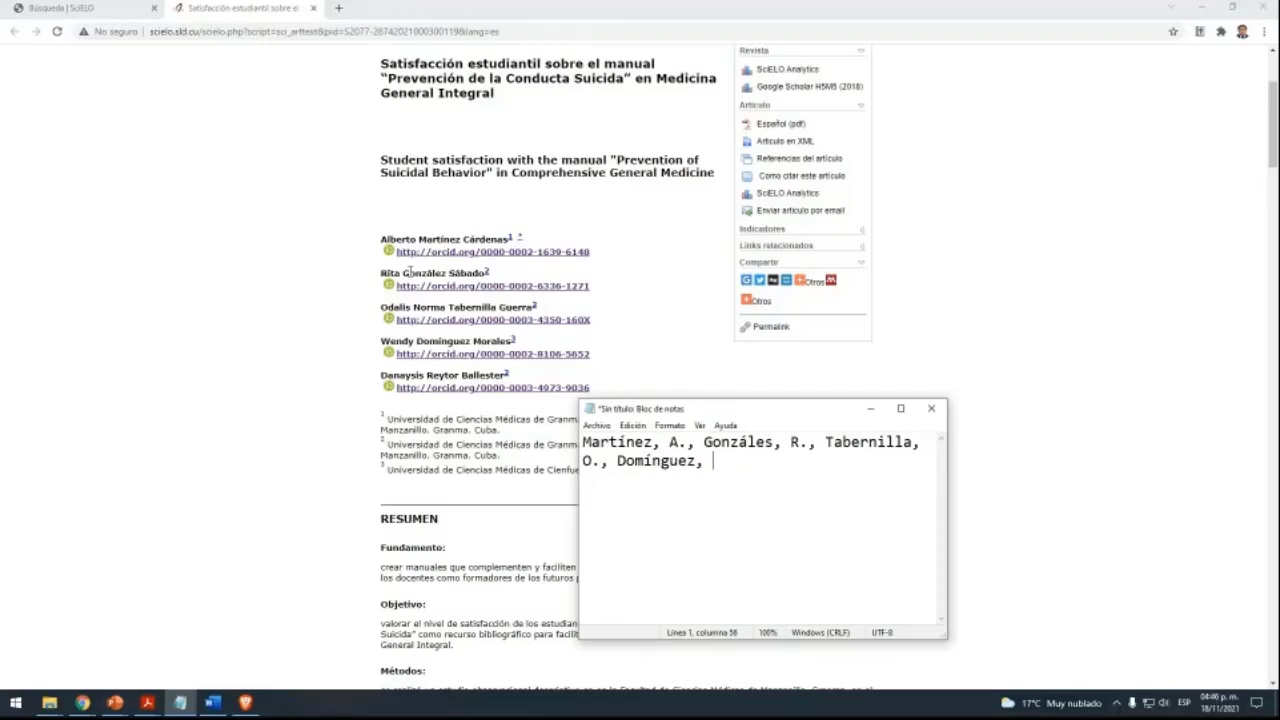 Búsqueda | SciELO
Satisfacción estudiantil sobre el
No seguro | scielo.sld.cu/scielo.php?script=sci_arttext&pid=S2077-28742021000300119&lang=es
Satisfacción estudiantil sobre el manual
“Prevención de la Conducta Suicida” en Medicina
General Integral
Student satisfaction with the manual "Prevention of
Suicidal Behavior" in Comprehensive General Medicine
Alberto Martínez Cárdenas1 *
http://orcid.org/0000-0002-1639-6148
Rita González Sábado2
http://orcid.org/0000-0002-6336-1271
Odalis Norma Tabernilla Guerra2
http://orcid.org/0000-0003-4350-160X
Wendy Domínguez Morales3
http://orcid.org/0000-0002-8106-5652
Danaysis Reytor Ballester2
http://orcid.org/0000-0003-4973-9036
1 Universidad de Ciencias Médicas de Granm
Manzanillo. Granma. Cuba.
2 Universidad de Ciencias Médicas de Granm
Manzanillo. Granma. Cuba.
3 Universidad de Ciencias Médicas de Cienfue
RESUMEN
Fundamento:
crear manuales que complementen y faciliten
los docentes como formadores de los futuros p
Objetivo:
valorar el nivel de satisfacción de los estudian
Suicida” como recurso bibliográfico para facilit
General Integral.
Métodos:
Revista
SciELO Analytics
Google Scholar H5M5 (2018)
Articulo
Español (pdf)
Articulo en XML
Referencias del artículo
Como citar este artículo
SciELO Analytics
Enviar articulo por email
Indicadores
Links relacionados
Compartir
Otros
Otros
Permalink
*Sin título: Bloc de notas
Archivo Edición Formato Ver Ayuda
Martínez, A., Gonzáles, R., Tabernilla,
O., Domínguez,
Línea 1, columna 56 100% Windows (CRLF) UTF-8
17°C Muy nublado ESP 04:46 p. m.
18/11/2021